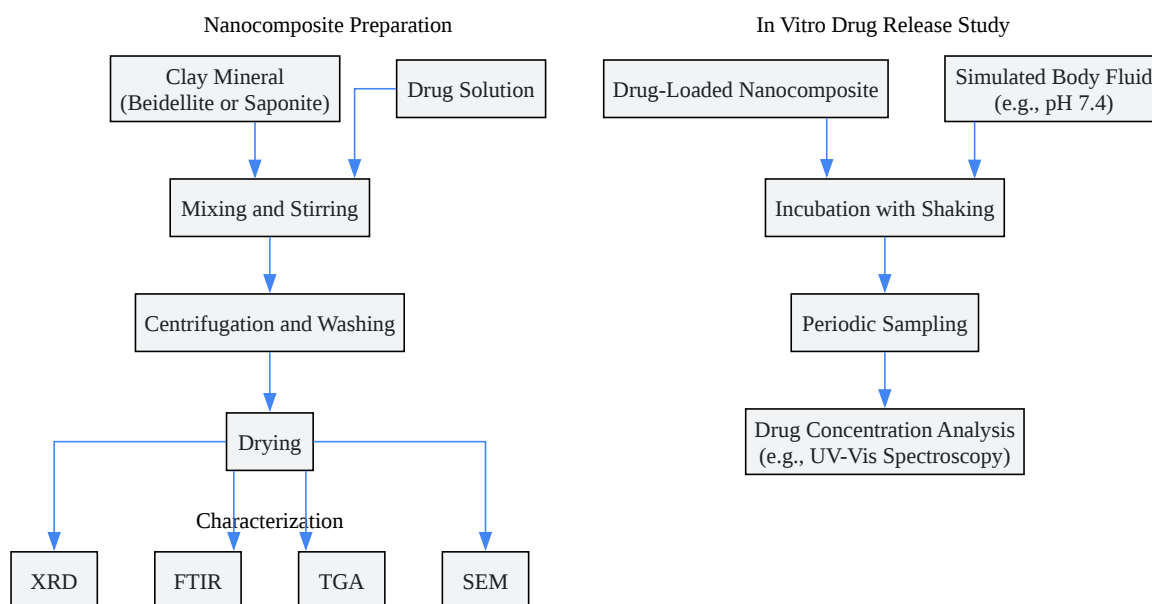 Nanocomposite Preparation
Clay Mineral
(Beidellite or Saponite)
Drug Solution
Mixing and Stirring
Centrifugation and Washing
Drying
Characterization
XRD
FTIR
TGA
SEM
In Vitro Drug Release Study
Drug-Loaded Nanocomposite
Simulated Body Fluid
(e.g., pH 7.4)
Incubation with Shaking
Periodic Sampling
Drug Concentration Analysis
(e.g., UV-Vis Spectroscopy)